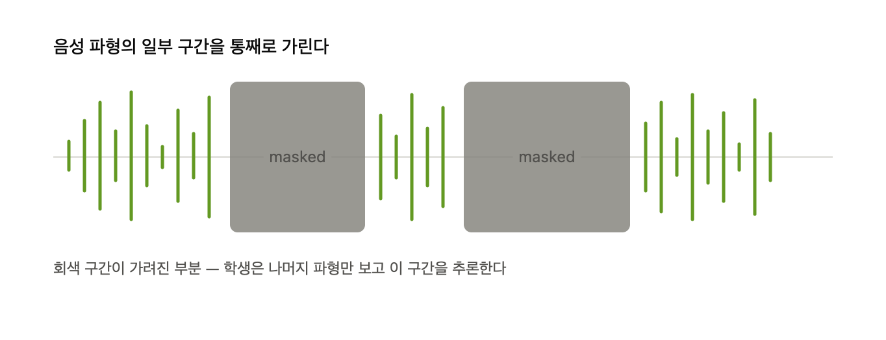 음성 파형의 일부 구간을 통째로 가린다
masked
masked
회색 구간이 가려진 부분 — 학생은 나머지 파형만 보고 이 구간을 추론한다